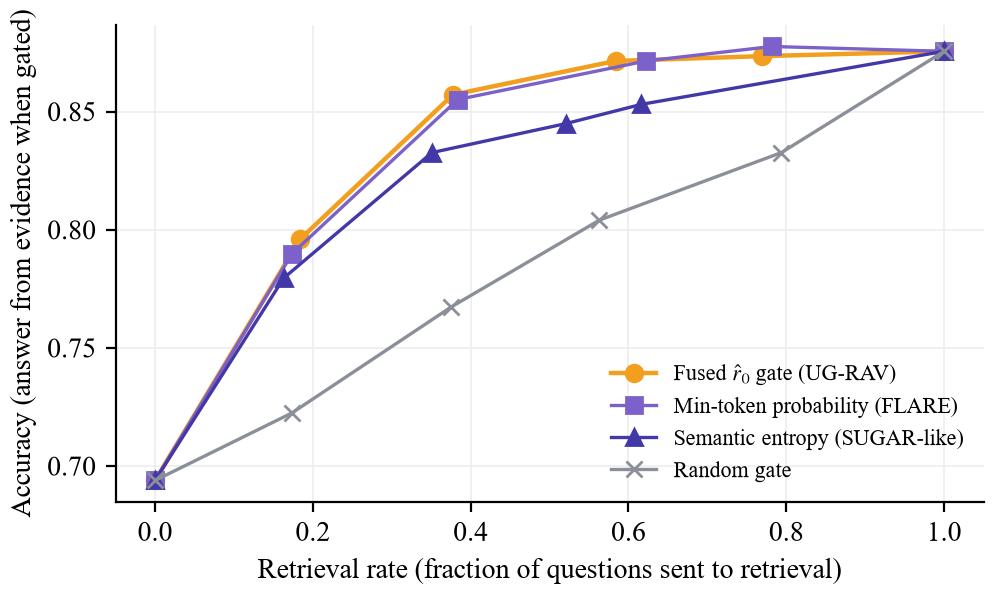 Accuracy (answer from evidence when gated)
0.85
0.80
0.75
0.70
Fused r̂₀ gate (UG-RAV)
Min-token probability (FLARE)
Semantic entropy (SUGAR-like)
Random gate
0.0 0.2 0.4 0.6 0.8 1.0
Retrieval rate (fraction of questions sent to retrieval)